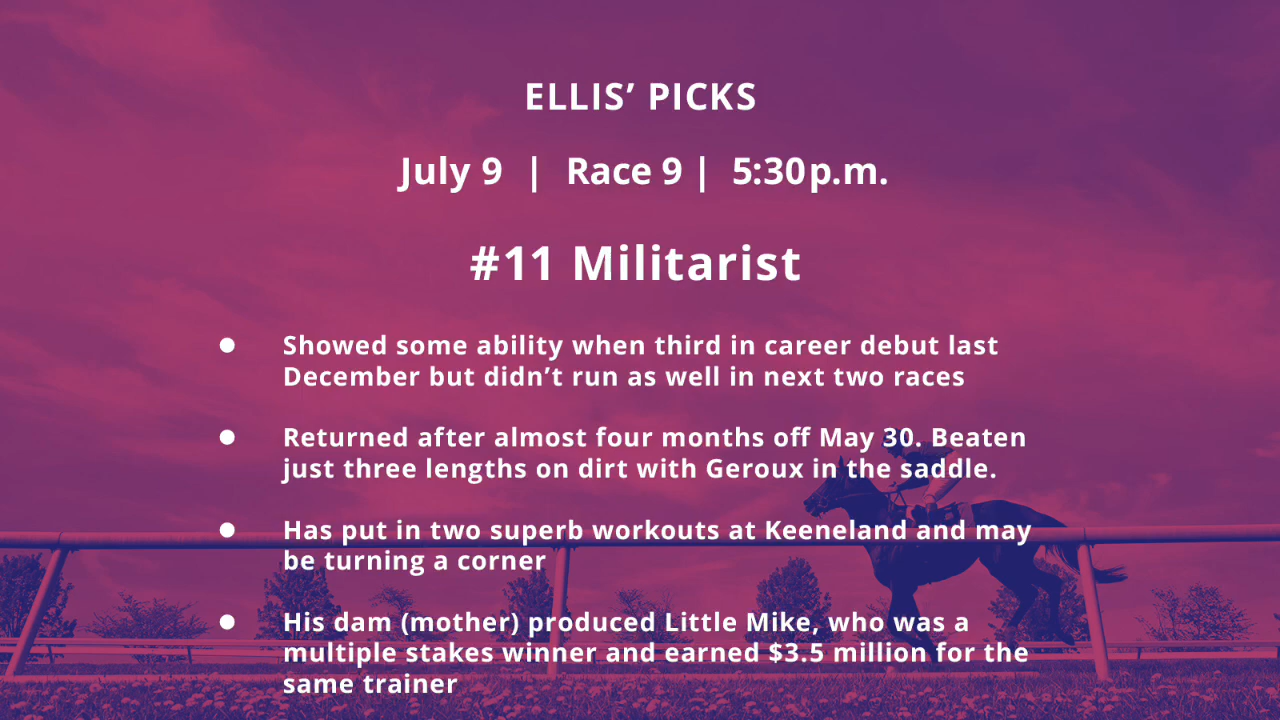 ELLIS’ PICKS
July 9 | Race 9 | 5:30p.m.
#11 Militarist
● Showed some ability when third in career debut last
December but didn’t run as well in next two races
● Returned after almost four months off May 30. Beaten
just three lengths on dirt with Geroux in the saddle.
● Has put in two superb workouts at Keeneland and may
be turning a corner
● His dam (mother) produced Little Mike, who was a
multiple stakes winner and earned $3.5 million for the
same trainer